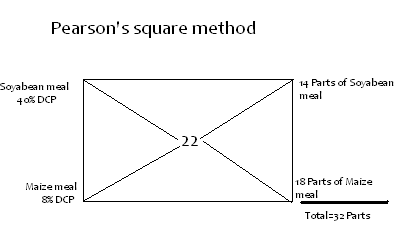 Pearson's square method
Soyabean meal
40% DCP
14 Parts of Soyabean
meal
22
Maize meal
8% DCP
18 Parts of Maize
meal
Total=32 Parts